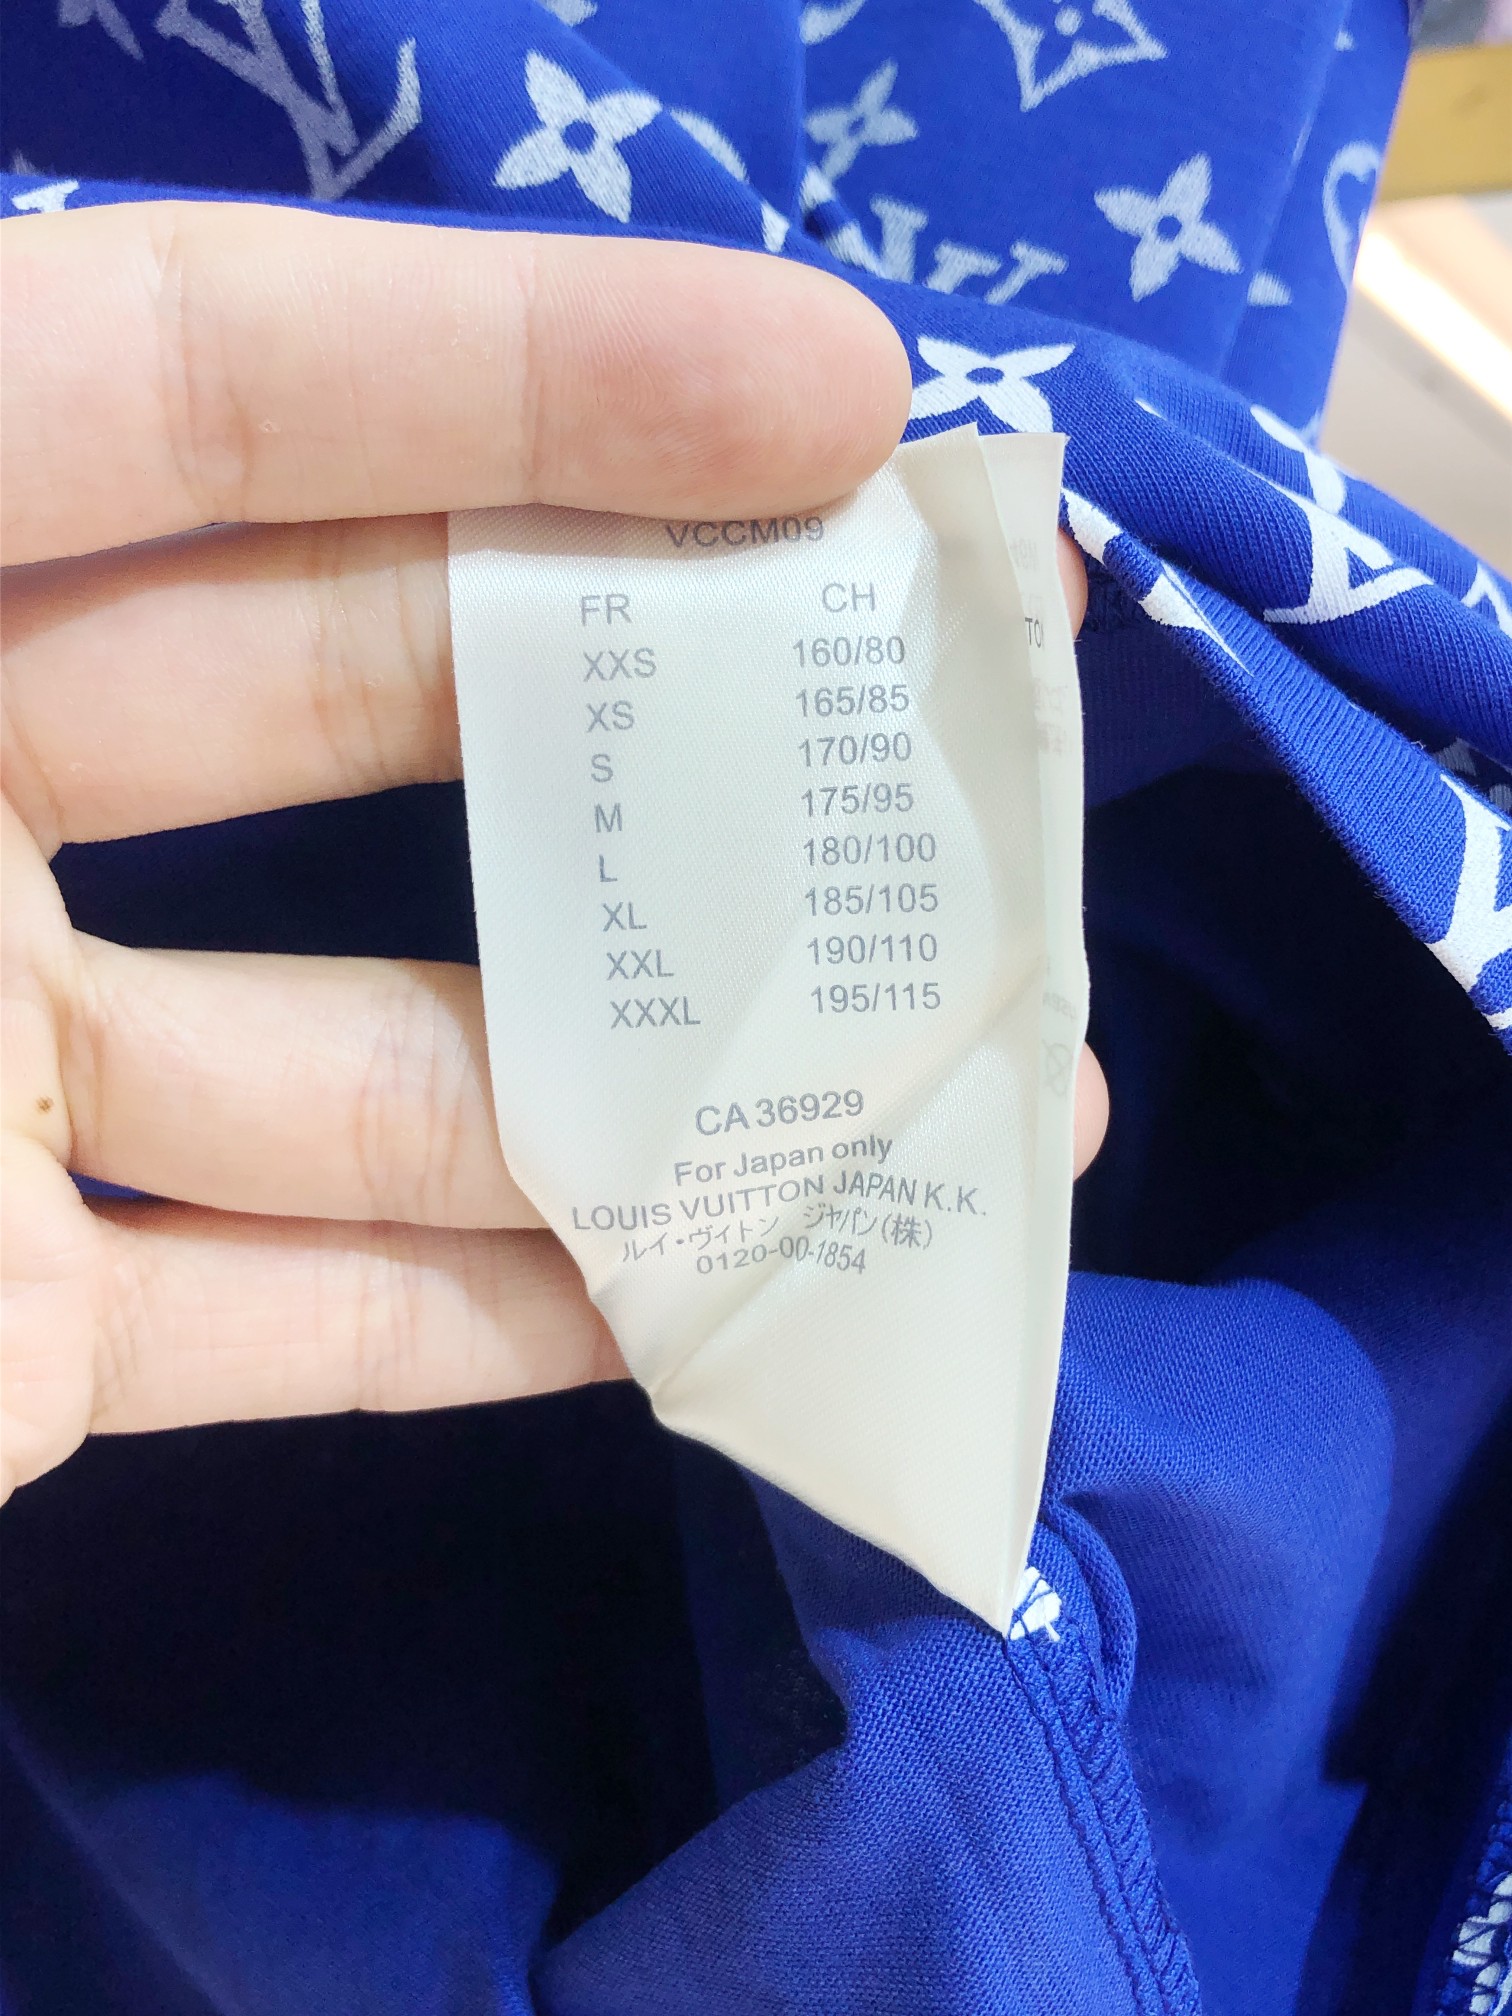 VCCM09
FR CH
XXS 160/80
XS 165/85
S 170/90
M 175/95
L 180/100
XL 185/105
XXL 190/110
XXXL 195/115
CA 36929
For Japan only
LOUIS VUITTON JAPAN K.K.
ルイ・ヴィトン ジャパン(株)
0120-00-1854